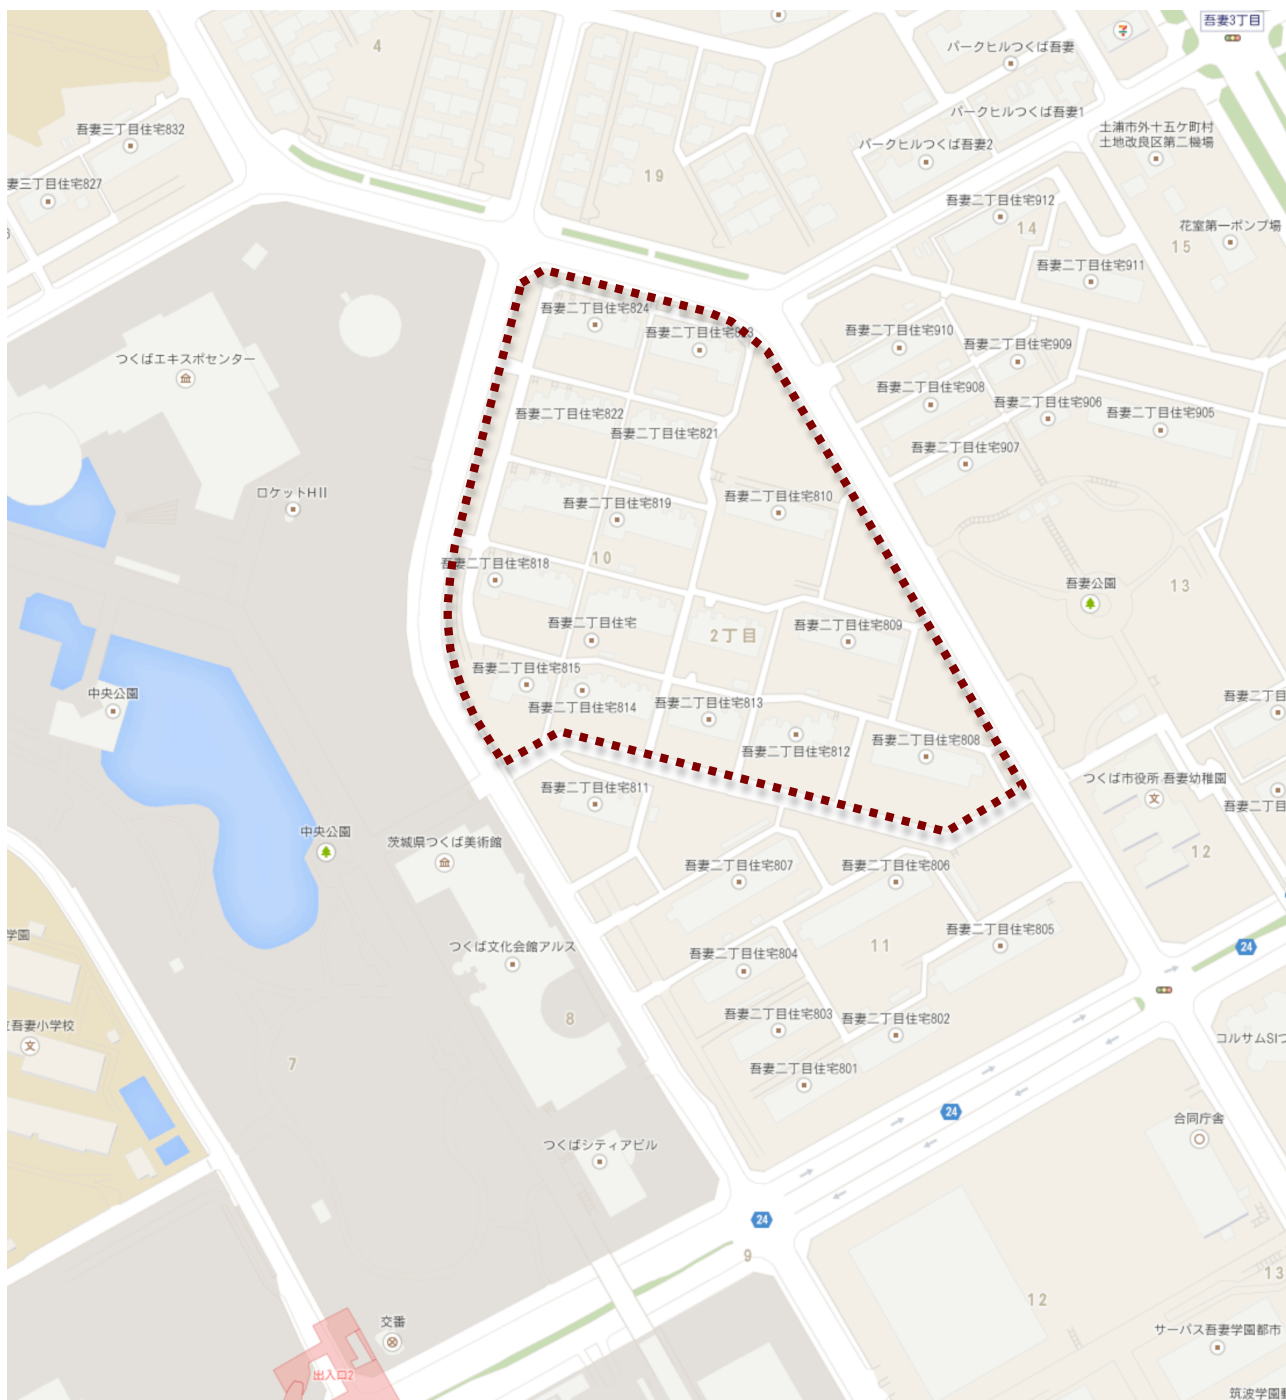 吾妻3丁目
4
パークヒルつくば吾妻
パークヒルつくば吾妻1
吾妻三丁目住宅832
土浦市外十五ケ町村
土地改良区第二機場
パークヒルつくば吾妻2
19
妻三丁目住宅827
吾妻二丁目住宅912
14
花室第一ポンプ場
15
吾妻二丁目住宅911
吾妻二丁目住宅824
吾妻二丁目住宅910
吾妻二丁目住宅909
つくばエキスポセンター
吾妻二丁目住宅908
吾妻二丁目住宅906
吾妻二丁目住宅905
吾妻二丁目住宅822
吾妻二丁目住宅821
吾妻二丁目住宅907
ロケットHII
吾妻二丁目住宅819
吾妻二丁目住宅810
10
吾妻二丁目住宅818
吾妻公園
13
吾妻二丁目住宅
2丁目
吾妻二丁目住宅809
吾妻二丁目住宅815
中央公園
吾妻二丁目住宅814
吾妻二丁目住宅813
吾妻二丁目
吾妻二丁目住宅812
吾妻二丁目住宅808
つくば市役所 吾妻幼稚園
吾妻二丁目住宅811
吾妻二丁目
中央公園
茨城県つくば美術館
12
吾妻二丁目住宅807
吾妻二丁目住宅806
学園
つくば文化会館アルス
吾妻二丁目住宅804
11
吾妻二丁目住宅805
24
8
吾妻二丁目住宅803
吾妻二丁目住宅802
吾妻小学校
コルサムSIつ
7
吾妻二丁目住宅801
24
合同庁舎
つくばシティアビル
24
9
13
12
交番
サーパス吾妻学園都市
出入口2
筑波学園